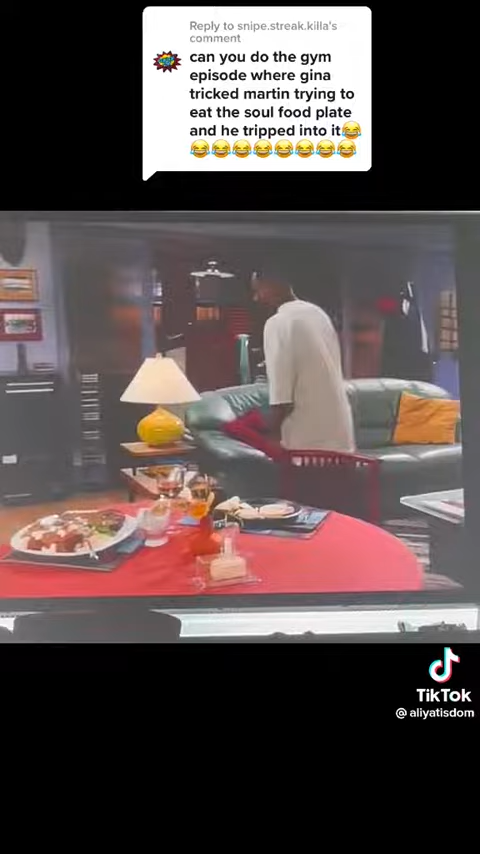 Reply to snipe.streak.killa's
comment
can you do the gym
episode where gina
tricked martin trying to
eat the soul food plate
and he tripped into it😂
😂😂😂😂😂😂😂😂
TikTok
@aliyatisdom